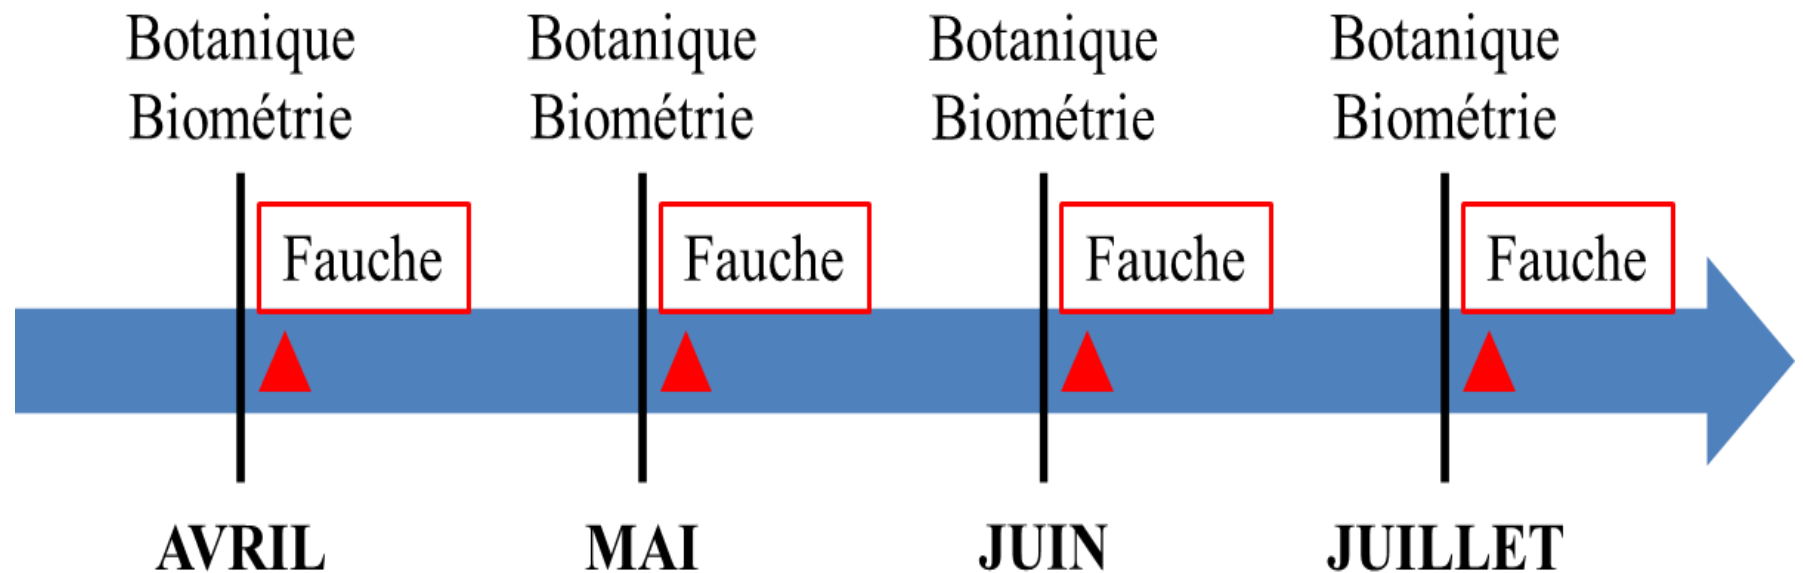 Botanique Botanique Botanique Botanique
Biométrie Biométrie Biométrie Biométrie
Fauche Fauche Fauche Fauche
AVRIL MAI JUIN JUILLET